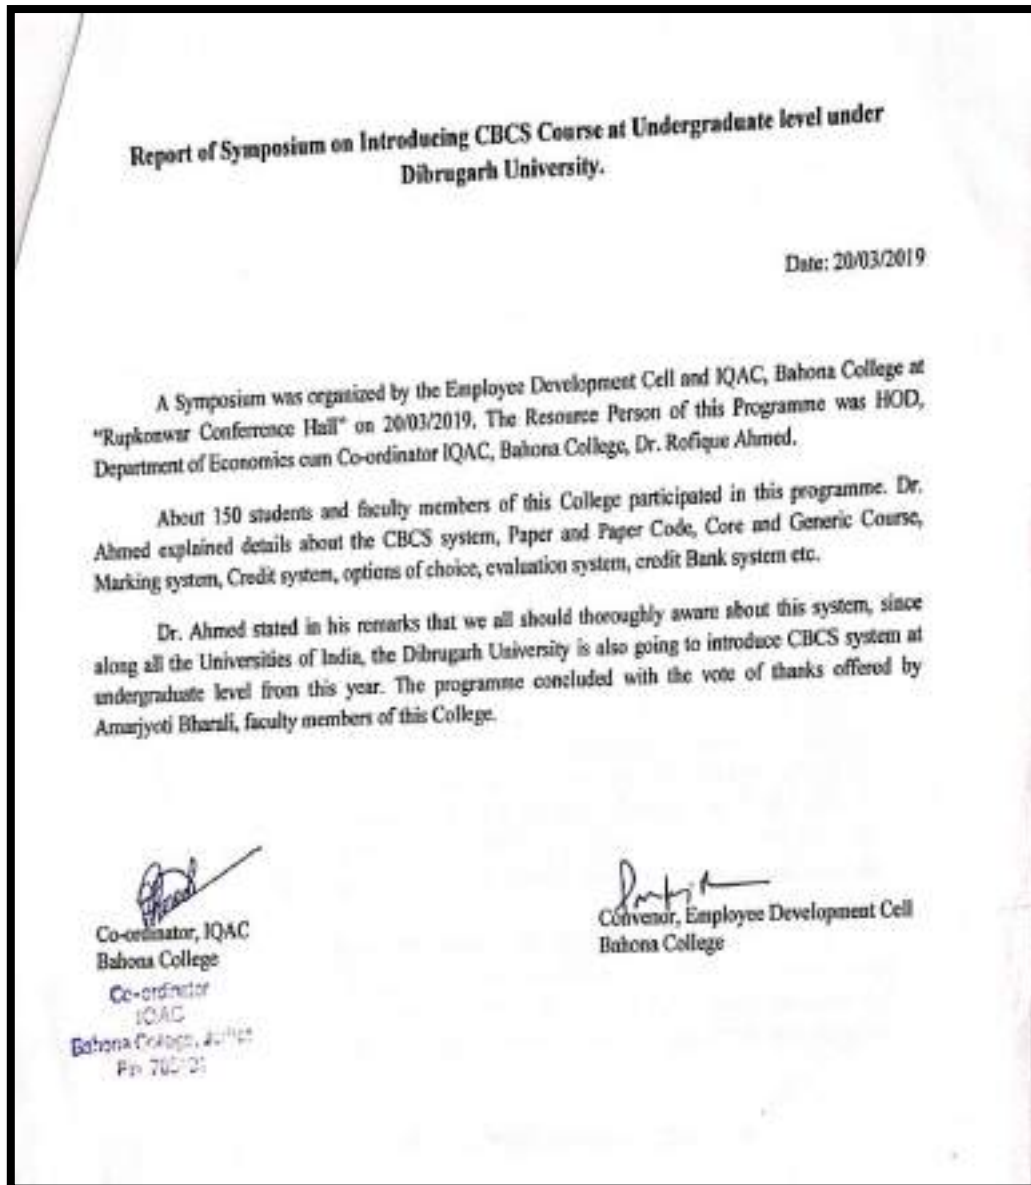 Report of Symposium on Introducing CBCS Course at Undergraduate level under
Dibrugarh University.
Date: 20/03/2019
A Symposium was organized by the Employee Development Cell and IQAC, Bahona College at
"Rupkonwar Conferrence Hall" on 20/03/2019. The Resource Person of this Programme was HOD,
Department of Economics cum Co-ordinator IQAC, Bahona College, Dr. Rofique Ahmed.
About 150 students and faculty members of this College participated in this programme. Dr.
Ahmed explained details about the CBCS system, Paper and Paper Code, Core and Generic Course,
Marking system, Credit system, options of choice, evaluation system, credit Bank system etc.
Dr. Ahmed stated in his remarks that we all should thoroughly aware about this system, since
along all the Universities of India, the Dibrugarh University is also going to introduce CBCS system at
undergraduate level from this year. The programme concluded with the vote of thanks offered by
Amarjyoti Bharali, faculty members of this College.
Co-ordinator, IQAC
Bahona College
Convenor, Employee Development Cell
Bahona College
Co-ordinator
IQAC
Bahona College,
Pin